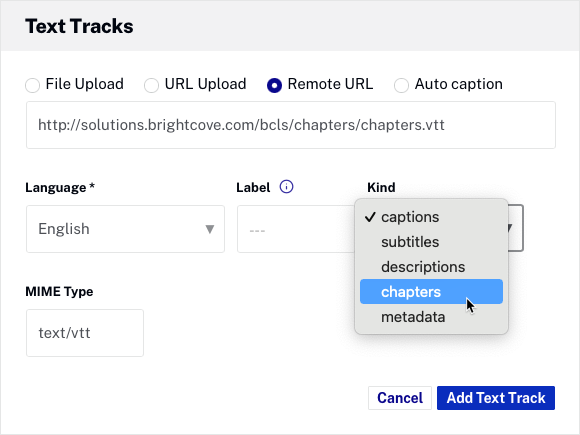 Text Tracks
File Upload URL Upload Remote URL Auto caption
http://solutions.brightcove.com/bcls/chapters/chapters.vtt
Language * Label Kind
English --- ✓ captions
subtitles
descriptions
chapters
metadata
MIME Type
text/vtt
Cancel Add Text Track